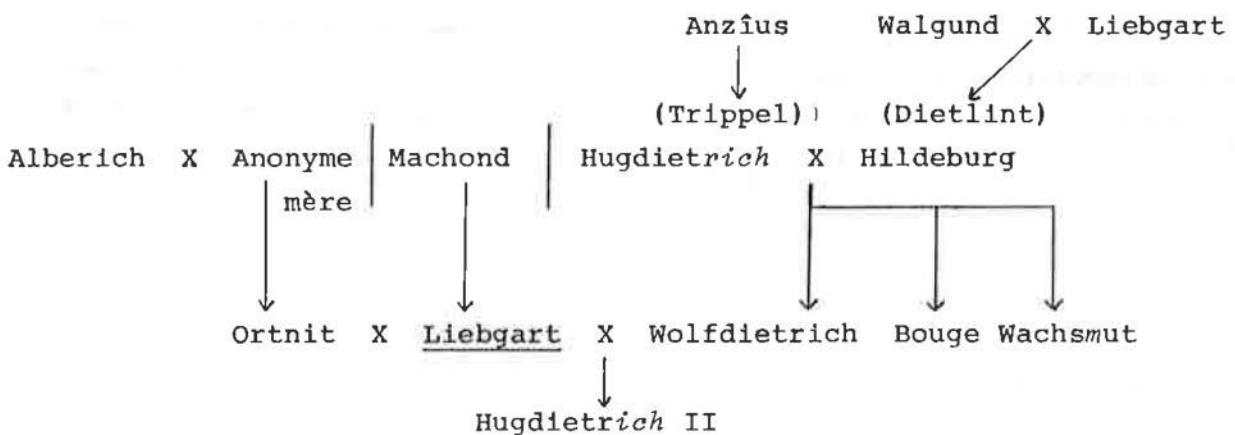 Anzîus Walgund X Liebgart
(Trippel) (Dietlint)
Alberich X Anonyme Machond Hugdietrich X Hildeburg
mère
Ortnit X Liebgart X Wolfdietrich Bouge Wachsmut
Hugdietrich II